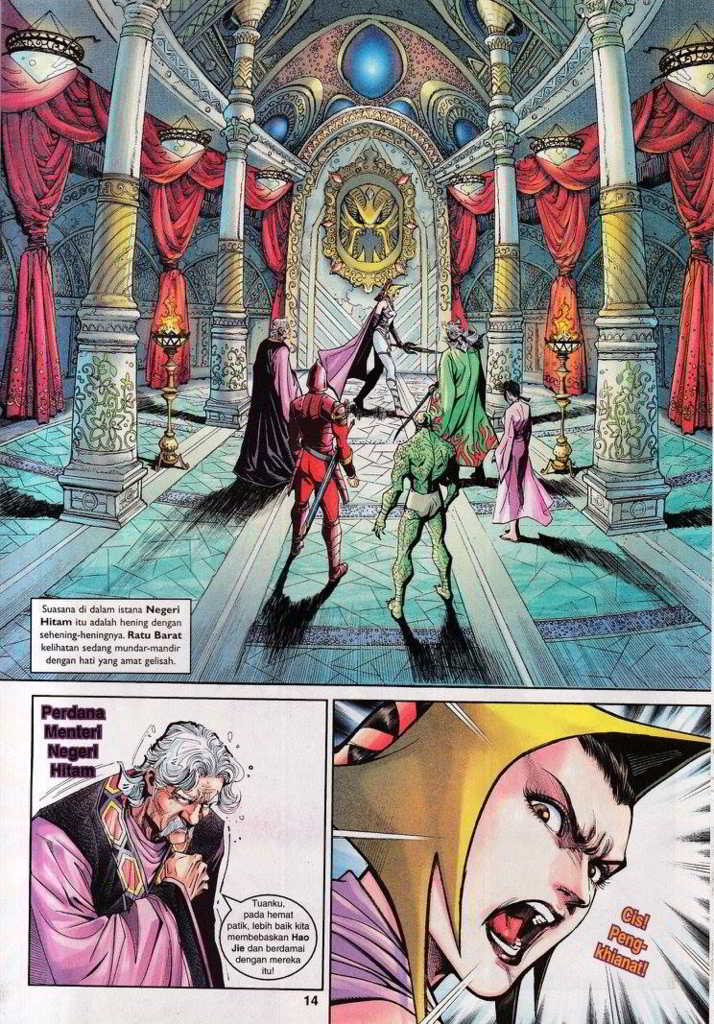 Suasana di dalam istana Negeri
Hitam itu adalah hening dengan
sehening-heningnya. Ratu Barat
kelihatan sedang mundar-mandir
dengan hati yang amat gelisah.
Perdana
Menteri
Negeri
Hitam
Tuanku,
pada hemat
patik, lebih baik kita
membebaskan Hao
Jie dan berdamai
dengan mereka
itu!
Cis!
Peng-
khianat!
14